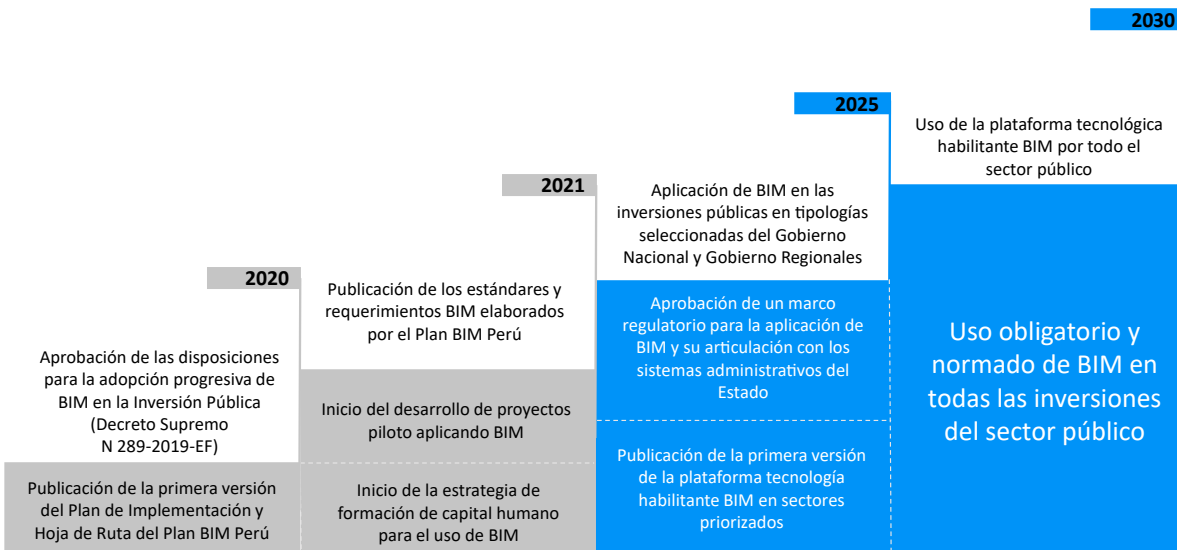 2020
Aprobación de las disposiciones
para la adopción progresiva de
BIM en la Inversión Pública
(Decreto Supremo
N 289-2019-EF)
Publicación de la primera versión
del Plan de Implementación y
Hoja de Ruta del Plan BIM Perú
2021
Publicación de los estándares y
requerimientos BIM elaborados
por el Plan BIM Perú
Inicio del desarrollo de proyectos
piloto aplicando BIM
Inicio de la estrategia de
formación de capital humano
para el uso de BIM
2025
Aplicación de BIM en las
inversiones públicas en tipologías
seleccionadas del Gobierno
Nacional y Gobierno Regionales
Aprobación de un marco
regulatorio para la aplicación de
BIM y su articulación con los
sistemas administrativos del
Estado
Publicación de la primera versión
de la plataforma tecnología
habilitante BIM en sectores
priorizados
2030
Uso de la plataforma tecnológica
habilitante BIM por todo el
sector público
Uso obligatorio y
normado de BIM en
todas las inversiones
del sector público